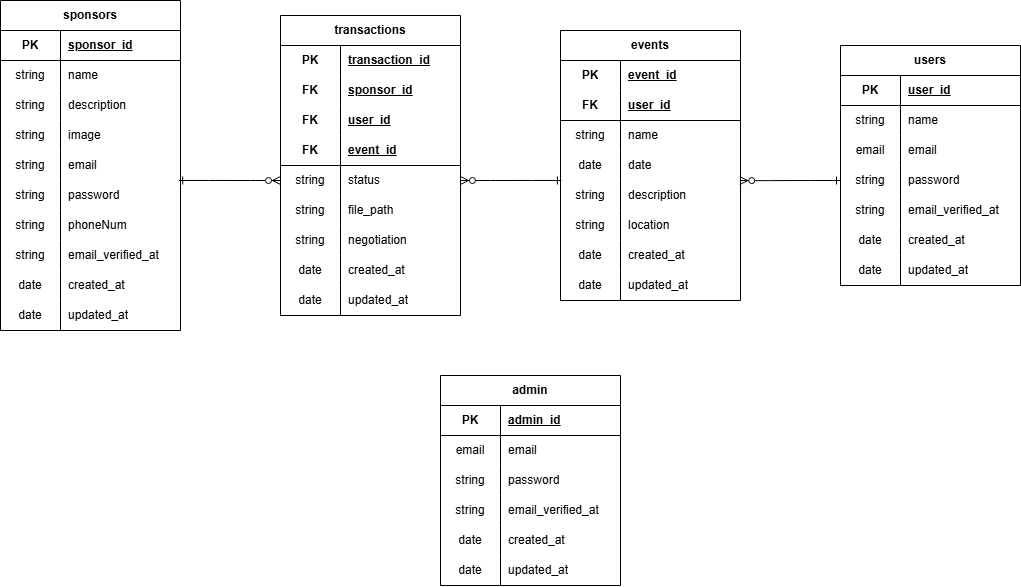 sponsors
PK sponsor_id
string name
string description
string image
string email
string password
string phoneNum
string email_verified_at
date created_at
date updated_at
transactions
PK transaction_id
FK sponsor_id
FK user_id
FK event_id
string status
string file_path
string negotiation
date created_at
date updated_at
events
PK event_id
FK user_id
string name
date date
string description
string location
date created_at
date updated_at
users
PK user_id
string name
email email
string password
string email_verified_at
date created_at
date updated_at
admin
PK admin_id
email email
string password
string email_verified_at
date created_at
date updated_at